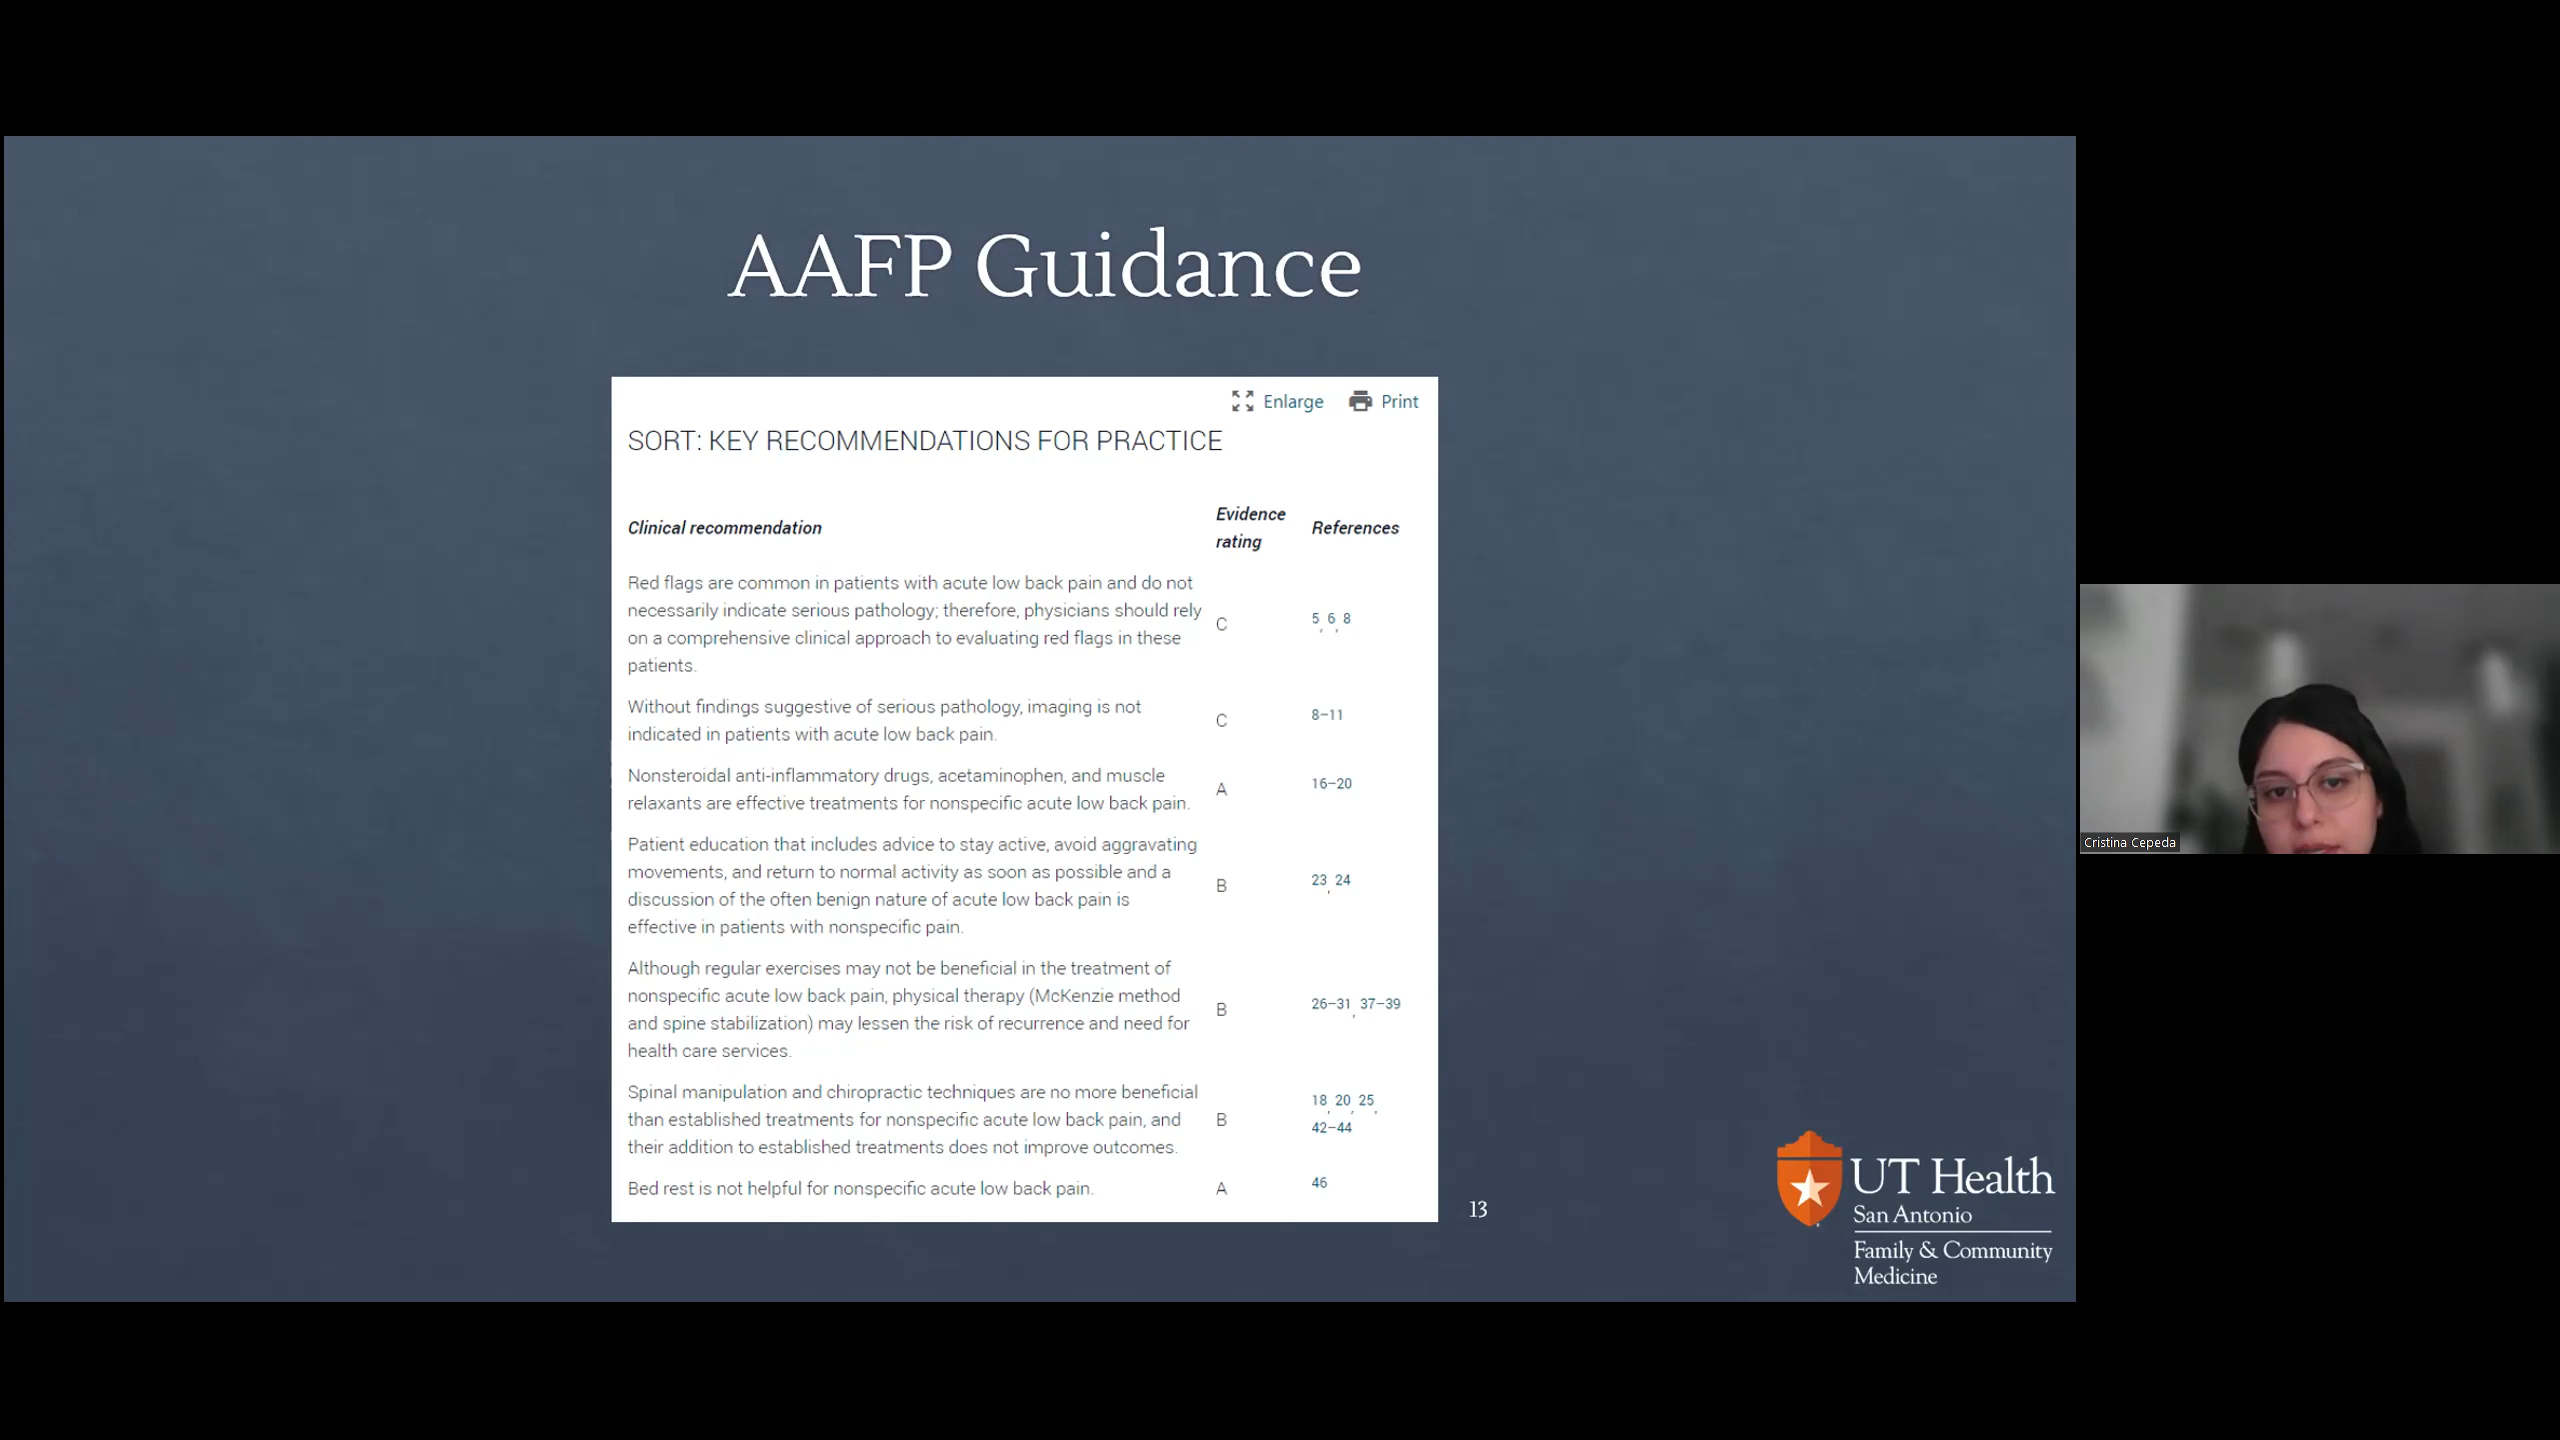 AAFP Guidance
Enlarge Print
SORT: KEY RECOMMENDATIONS FOR PRACTICE
Clinical recommendation
Evidence rating
References
Red flags are common in patients with acute low back pain and do not
necessarily indicate serious pathology; therefore, physicians should rely
on a comprehensive clinical approach to evaluating red flags in these
patients.
C
5, 6, 8
Without findings suggestive of serious pathology, imaging is not
indicated in patients with acute low back pain.
C
8–11
Nonsteroidal anti-inflammatory drugs, acetaminophen, and muscle
relaxants are effective treatments for nonspecific acute low back pain.
A
16–20
Patient education that includes advice to stay active, avoid aggravating
movements, and return to normal activity as soon as possible and a
discussion of the often benign nature of acute low back pain is
effective in patients with nonspecific pain.
B
23, 24
Although regular exercises may not be beneficial in the treatment of
nonspecific acute low back pain, physical therapy (McKenzie method
and spine stabilization) may lessen the risk of recurrence and need for
health care services.
B
26–31, 37–39
Spinal manipulation and chiropractic techniques are no more beneficial
than established treatments for nonspecific acute low back pain, and
their addition to established treatments does not improve outcomes.
B
18, 20, 25,
42–44
Bed rest is not helpful for nonspecific acute low back pain.
A
46
13
UT Health
San Antonio
Family & Community
Medicine
Cristina Cepeda